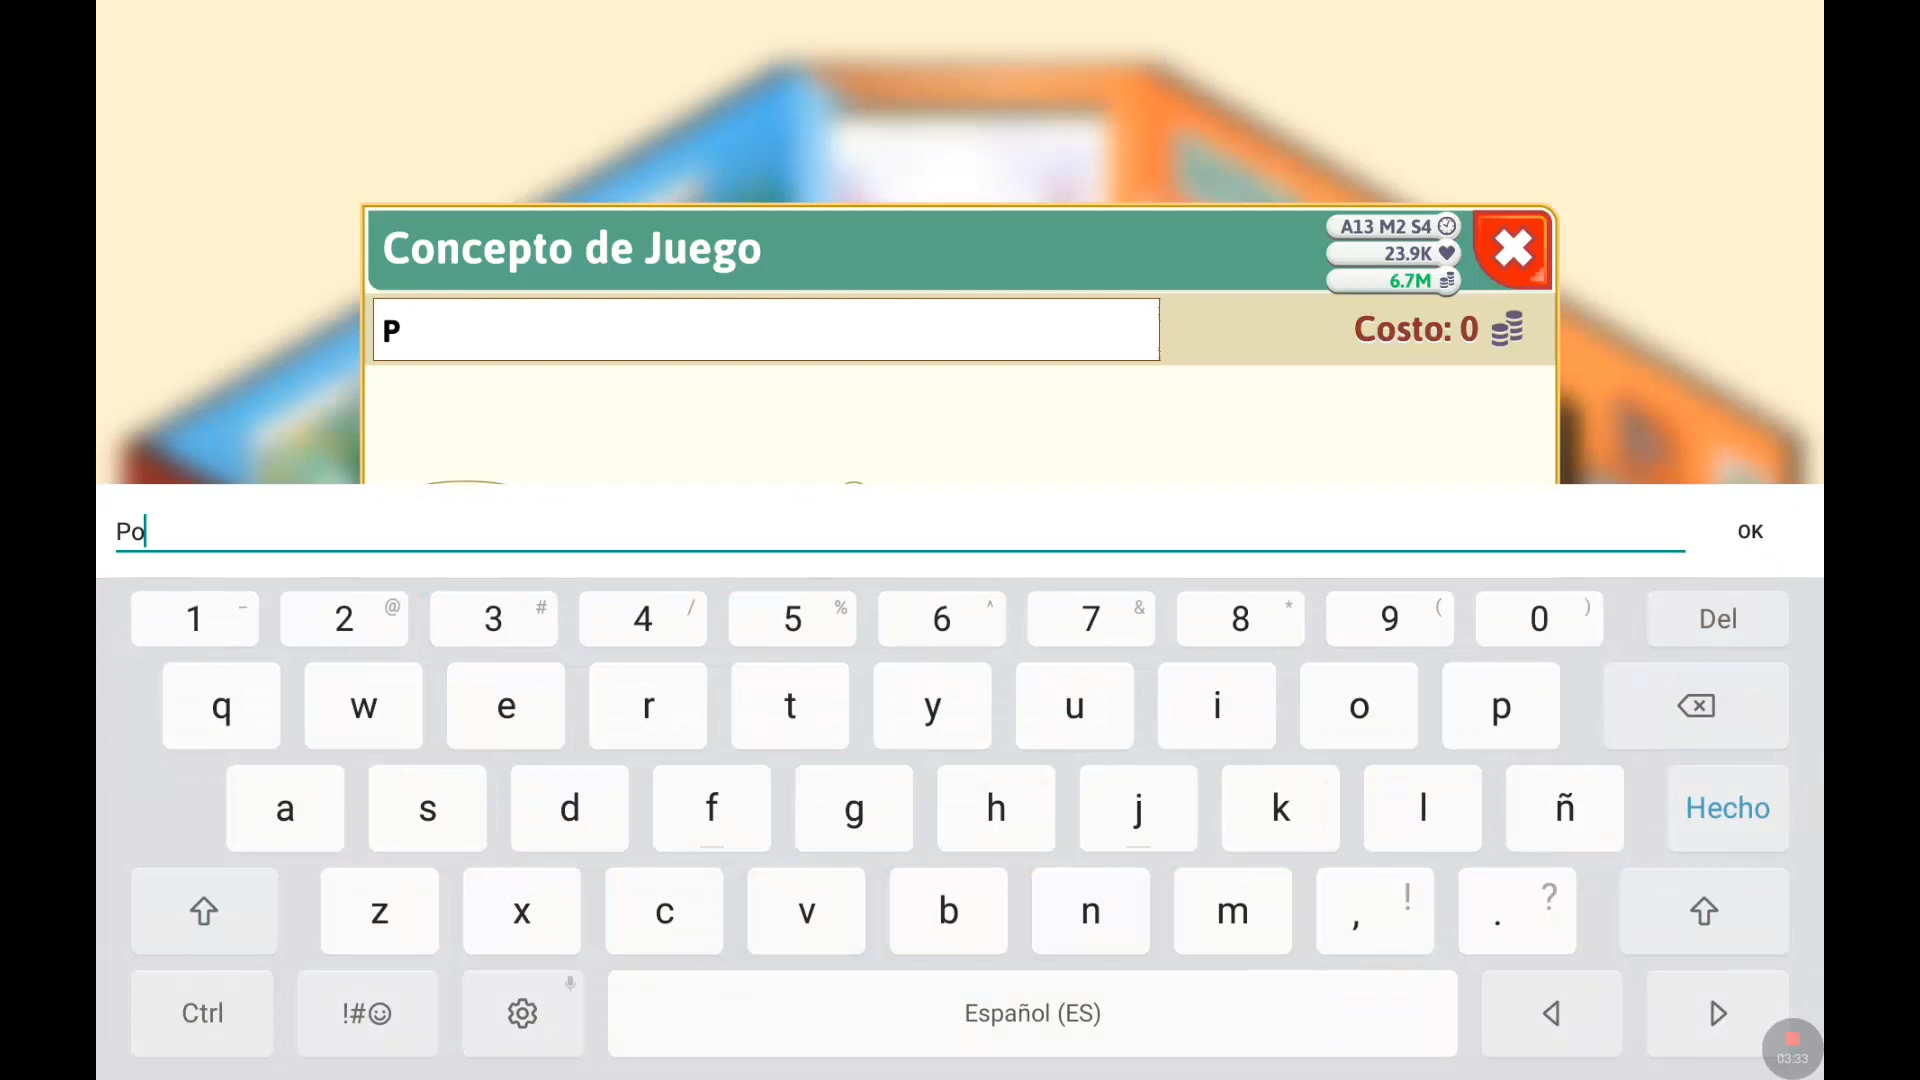 Concepto de Juego
A13 M2 S4
23.9K
6.7M
P
Costo: 0
Po
OK
1 - 2 @ 3 # 4 / 5 % 6 ^ 7 & 8 * 9 ( 0 ) Del
q w e r t y u i o p
a s d f g h j k l ñ Hecho
z x c v b n m , ! . ?
Ctrl !#☺ Español (ES)
03:33